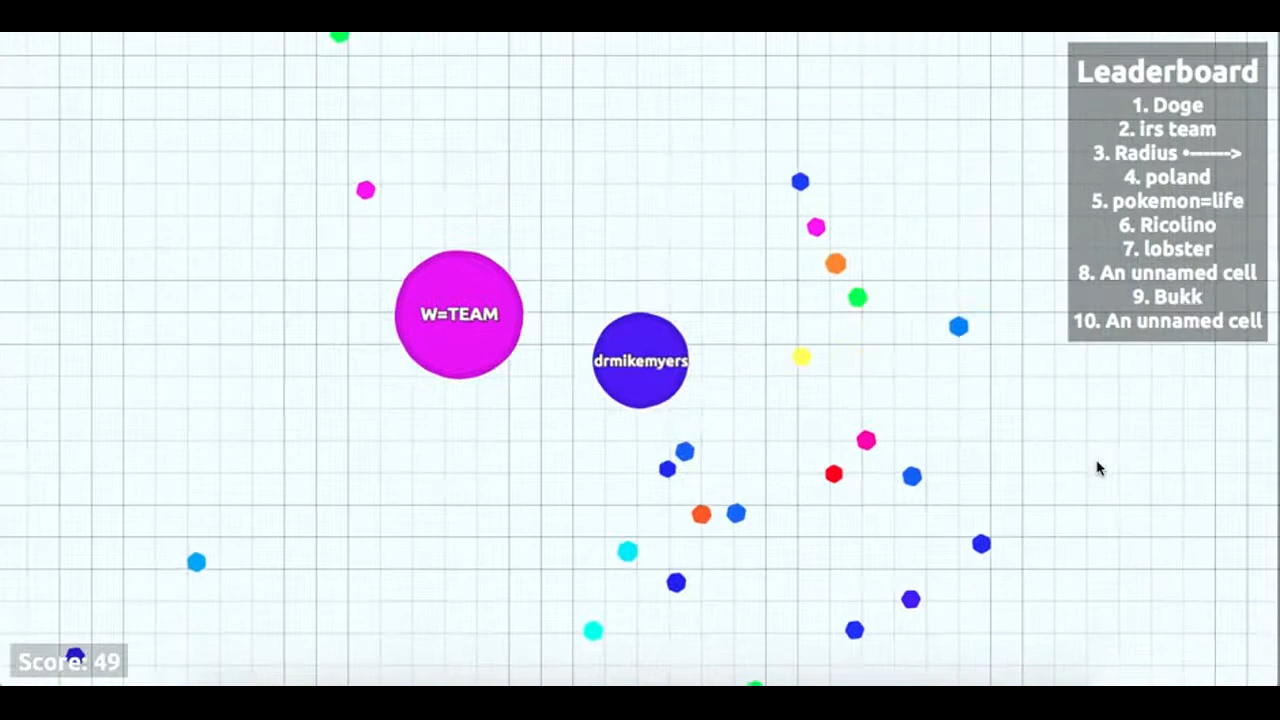 Leaderboard
1. Doge
2. irs team
3. Radius •------>
4. poland
5. pokemon=life
6. Ricolino
7. lobster
8. An unnamed cell
9. Bukk
10. An unnamed cell
W=TEAM
drmikemyers
Score: 49